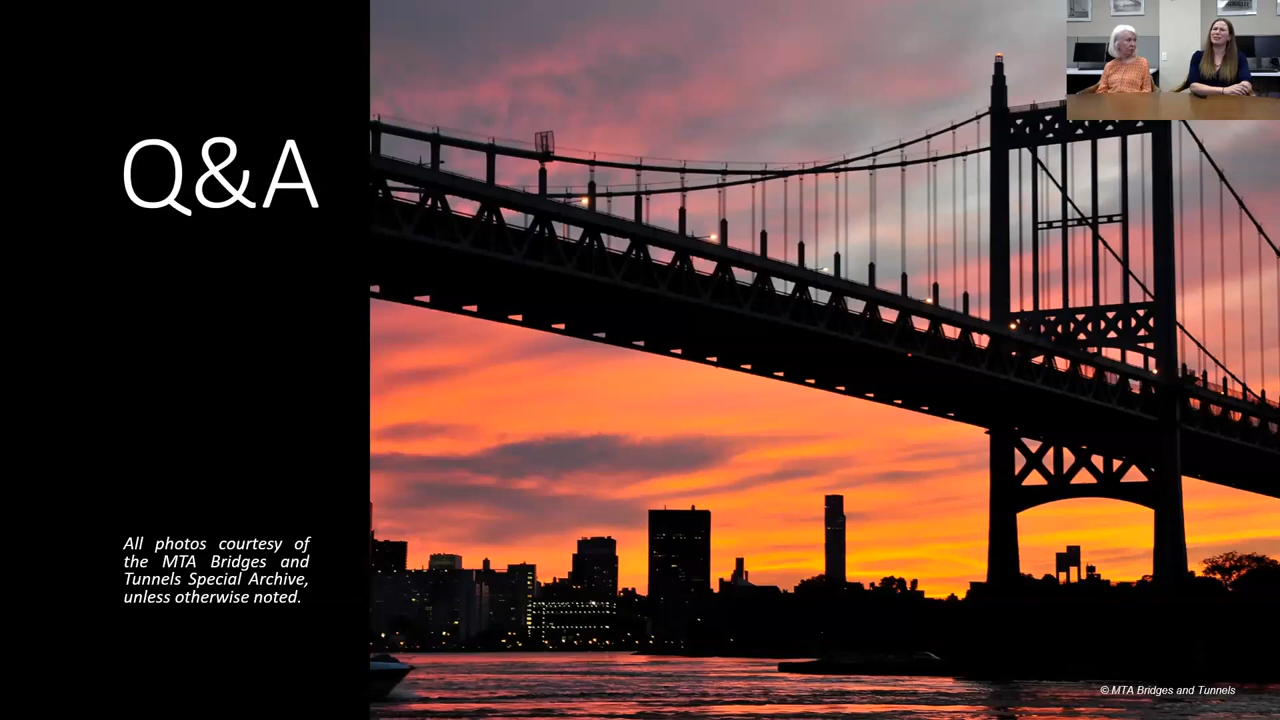 Q&A
All photos courtesy of
the MTA Bridges and
Tunnels Special Archive,
unless otherwise noted.
© MTA Bridges and Tunnels